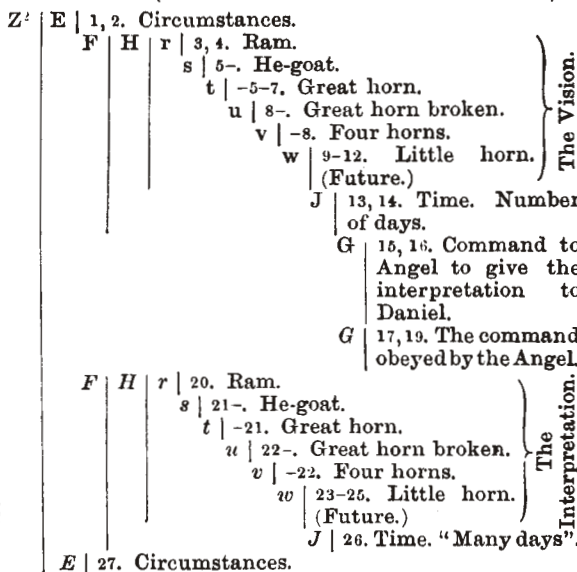 Z² | E | 1, 2. Circumstances.
F | H | r | 3, 4. Ram.
s | 5-. He-goat.
t | -5-7. Great horn.
u | 8-. Great horn broken.
v | -8. Four horns.
w | 9-12. Little horn.
(Future.)
The Vision.
J | 13, 14. Time. Number
of days.
G | 15, 16. Command to
Angel to give the
interpretation to
Daniel.
G | 17, 19. The command
obeyed by the Angel.
F | H | r | 20. Ram.
s | 21-. He-goat.
t | -21. Great horn.
u | 22-. Great horn broken.
v | -22. Four horns.
w | 23-25. Little horn.
(Future.)
The
Interpretation.
J | 26. Time. "Many days".
E | 27. Circumstances.